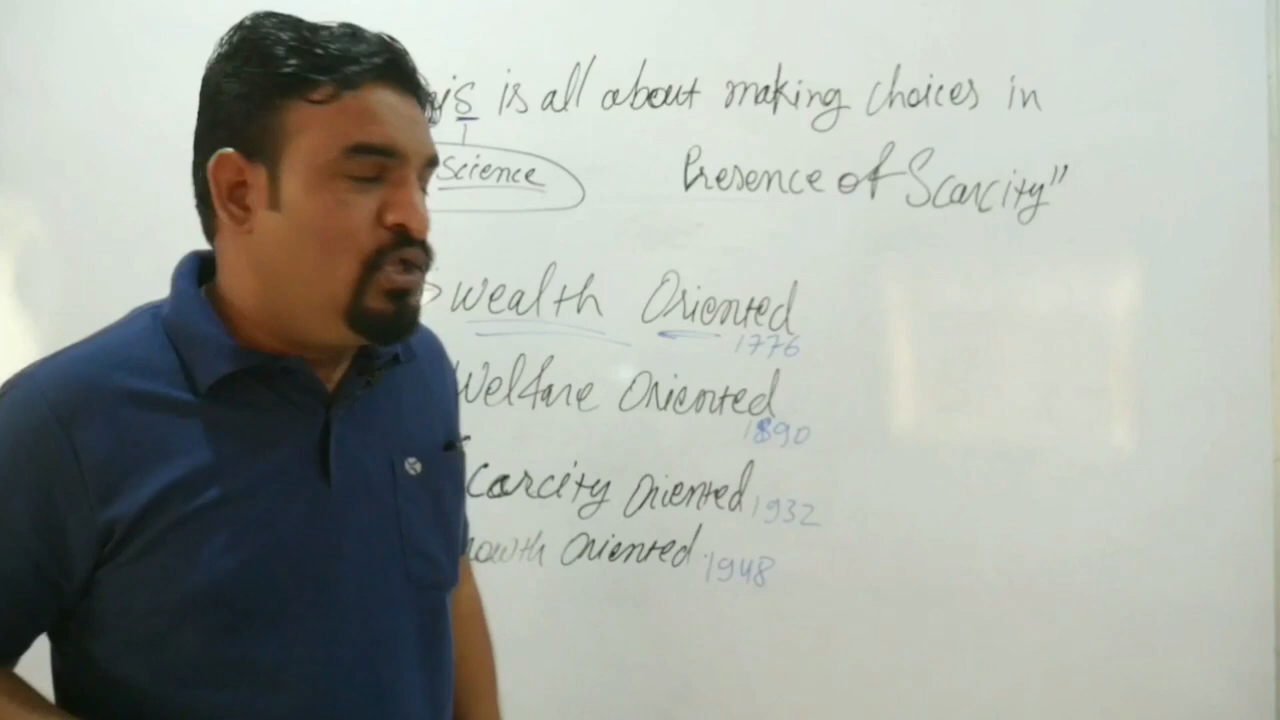 is all about making choices in
Science
Presence of Scarcity"
Wealth Oriented
1776
Welfare Oriented
1890
carcity Oriented 1932
owth Oriented 1948